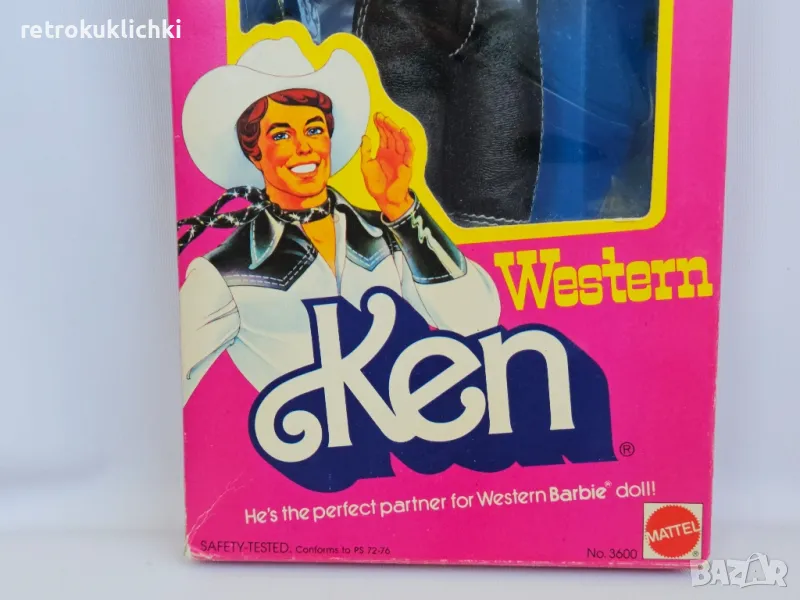 retrokuklichki
Western
Ken®
He's the perfect partner for Western Barbie® doll!
SAFETY-TESTED. Conforms to PS 72-76
No. 3600
MATTEL
®
BAZAR